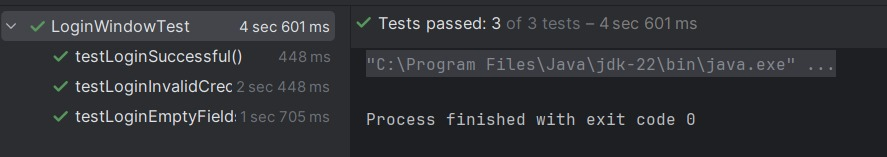 LoginWindowTest 4 sec 601 ms
testLoginSuccessful() 448 ms
testLoginInvalidCrec 2 sec 448 ms
testLoginEmptyFields 1 sec 705 ms
Tests passed: 3 of 3 tests – 4 sec 601 ms
"C:\Program Files\Java\jdk-22\bin\java.exe" ...
Process finished with exit code 0